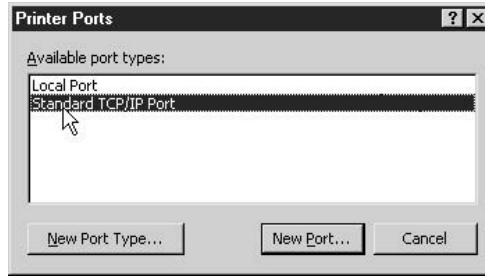 Printer Ports
Available port types:
Local Port
Standard TCP/IP Port
New Port Type...
New Port...
Cancel